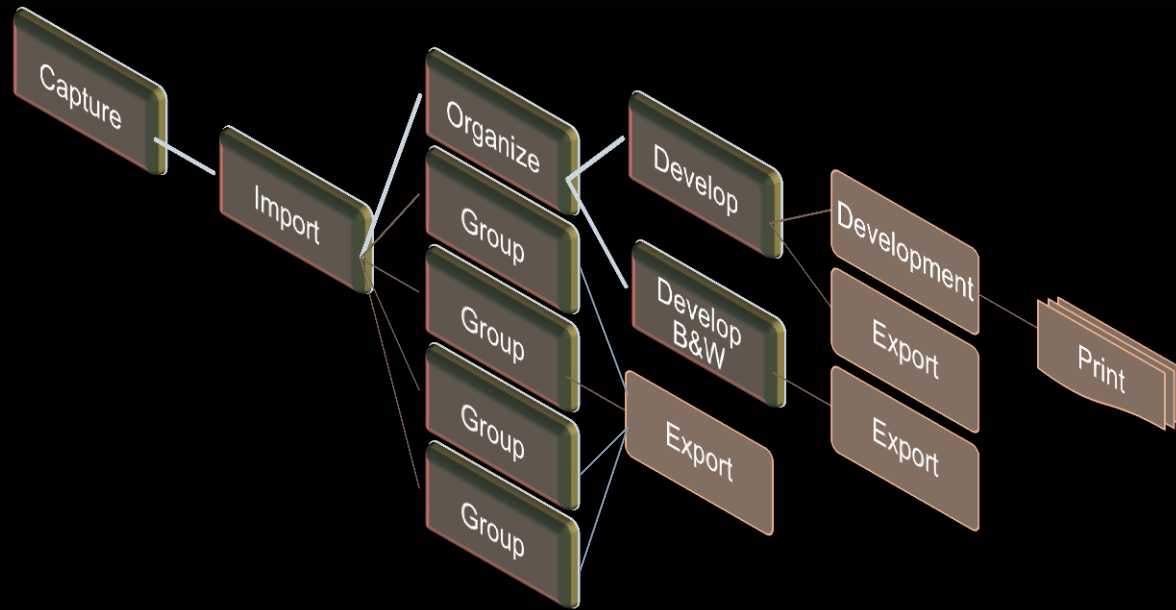 Capture
Import
Organize
Group
Group
Group
Group
Develop
Develop
B&W
Export
Development
Export
Export
Print